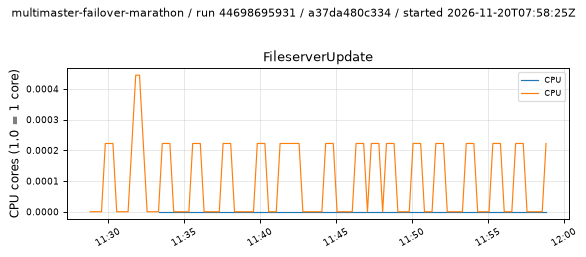 multimaster-failover-marathon / run 44698695931 / a37da480c334 / started 2026-11-20T07:58:25Z
FileserverUpdate
CPU cores (1.0 = 1 core)
0.0004
0.0003
0.0002
0.0001
0.0000
CPU
CPU
11:30
11:35
11:40
11:45
11:50
11:55
12:00